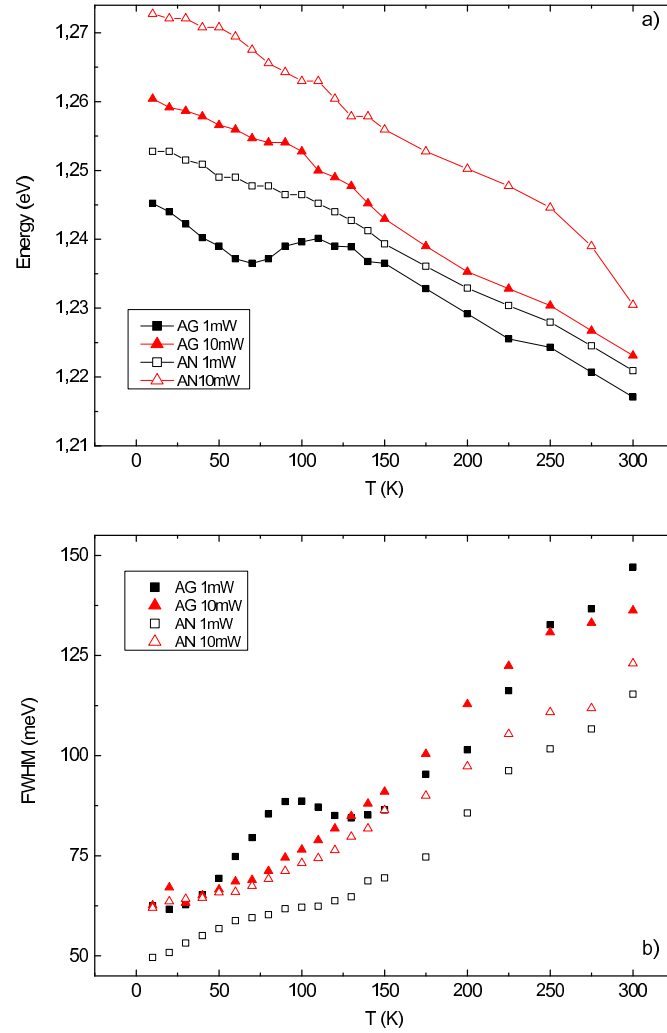 a)
1,27
1,26
1,25
1,24
1,23
1,22
1,21
Energy (eV)
AG 1mW
AG 10mW
AN 1mW
AN10mW
0 50 100 150 200 250 300
T (K)
150
125
100
75
50
FWHM (meV)
AG 1mW
AG 10mW
AN 1mW
AN 10mW
b)
0 50 100 150 200 250 300
T (K)